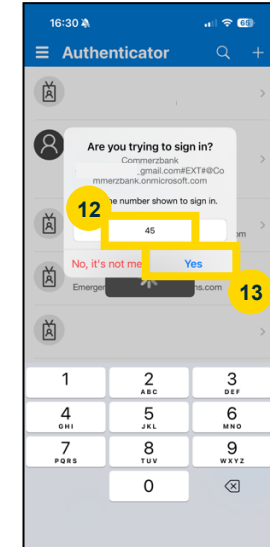 16:30
60
Authenticator
Are you trying to sign in?
Commerzbank
_gmail.com#EXT#@Co
mmerzbank.onmicrosoft.com
number shown to sign in.
12
45
om
No, it's not me
Yes
Emergen
ns.com
13
1
2 ABC
3 DEF
4 GHI
5 JKL
6 MNO
7 PQRS
8 TUV
9 WXYZ
0